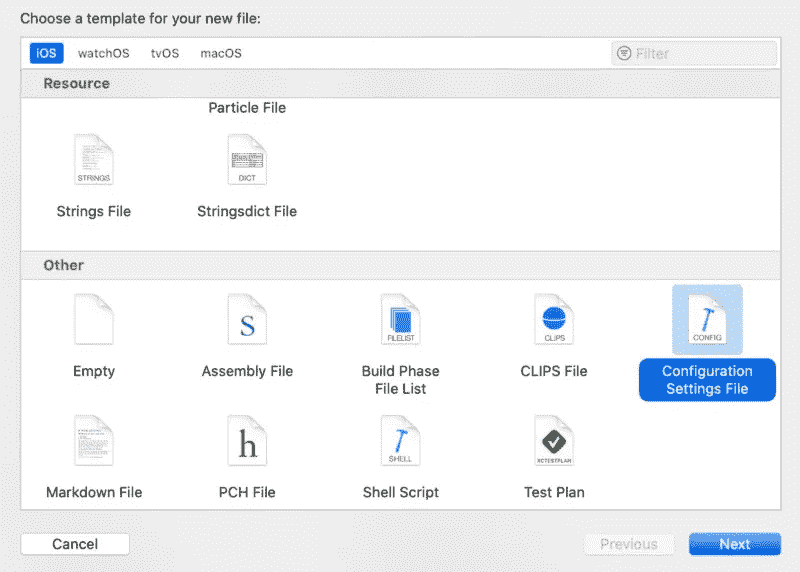 Choose a template for your new file:
iOS watchOS tvOS macOS Filter
Resource
Particle File
STRINGS DICT
Strings File Stringsdict File
Other
S FILELIST CLIPS CONFIG
Empty Assembly File Build Phase File List CLIPS File Configuration Settings File
h SHELL XCTESTPLAN
Markdown File PCH File Shell Script Test Plan
Cancel Previous Next